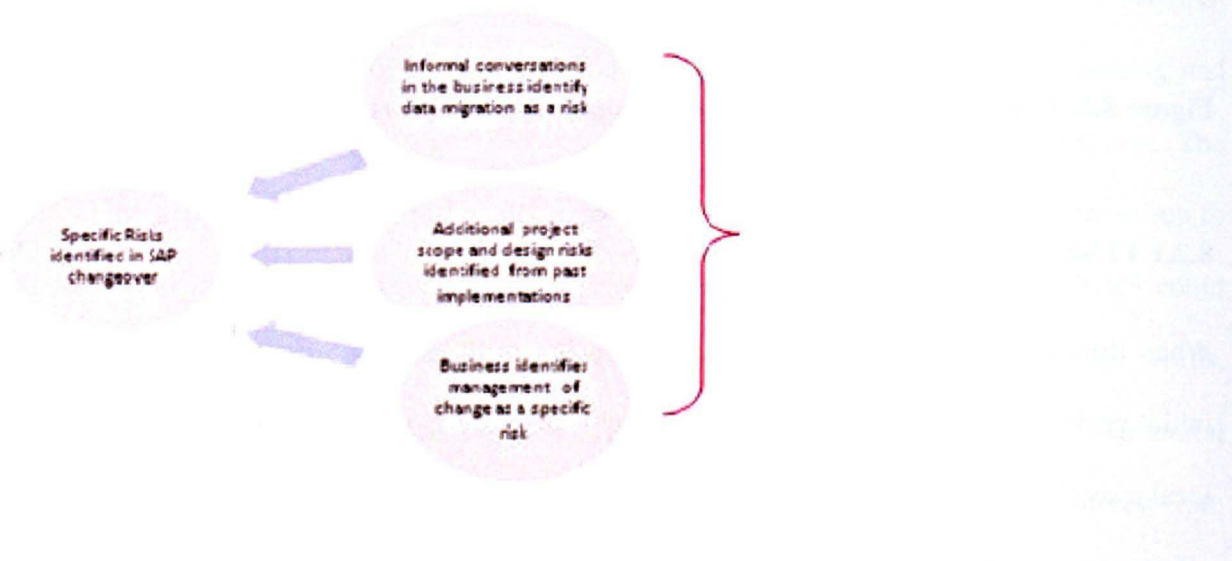 Informal conversations
in the business identify
data migration as a risk
Specific Risks
identified in SAP
changeover
Additional project
scope and design risks
identified from past
implementations
Business identifies
management of
change as a specific
risk